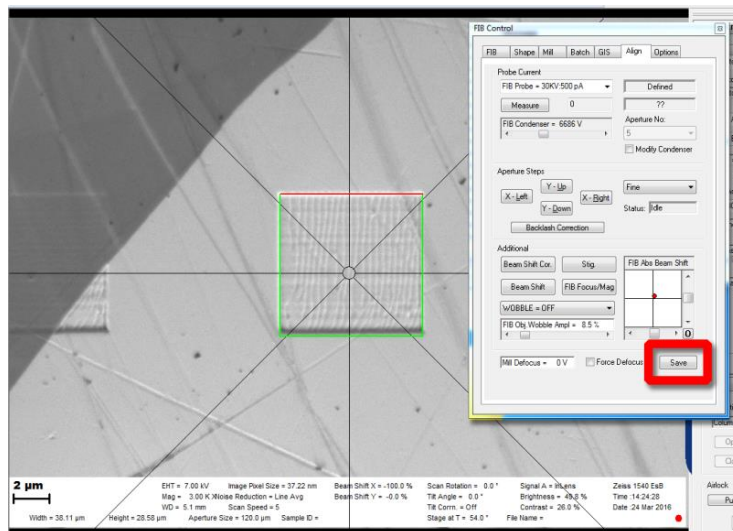 FIB Control
FIB Shape Mill Batch GIS Align Options
Probe Current
FIB Probe = 30KV:500 pA
Defined
Measure 0
??
FIB Condenser = 6686 V
Aperture No:
5
Modify Condenser
Aperture Steps
Y - Up
X - Left X - Right
Y - Down
Fine
Status: Idle
Backlash Correction
Additional
Beam Shift Cor. Stig.
FIB Abs Beam Shift
Beam Shift FIB Focus/Mag
WOBBLE = OFF
FIB Obj.Wobble Ampl = 8.5 %
0
Mill Defocus = 0 V Force Defocus Save
Airlock
2 µm
EHT = 7.00 kV Image Pixel Size = 37.22 nm Beam Shift X = -100.0 % Scan Rotation = 0.0° Signal A = InLens Zeiss 1540 EsB
Mag = 3.00 K X Noise Reduction = Line Avg Beam Shift Y = -0.0 % Tilt Angle = 0.0° Brightness = 49.8 % Time :14:24:28
WD = 5.1 mm Scan Speed = 5 Tilt Corrn. = Off Contrast = 26.0 % Date :24 Mar 2016
Width = 38.11 µm Height = 28.58 µm Aperture Size = 120.0 µm Sample ID = Stage at T = 54.0° File Name =